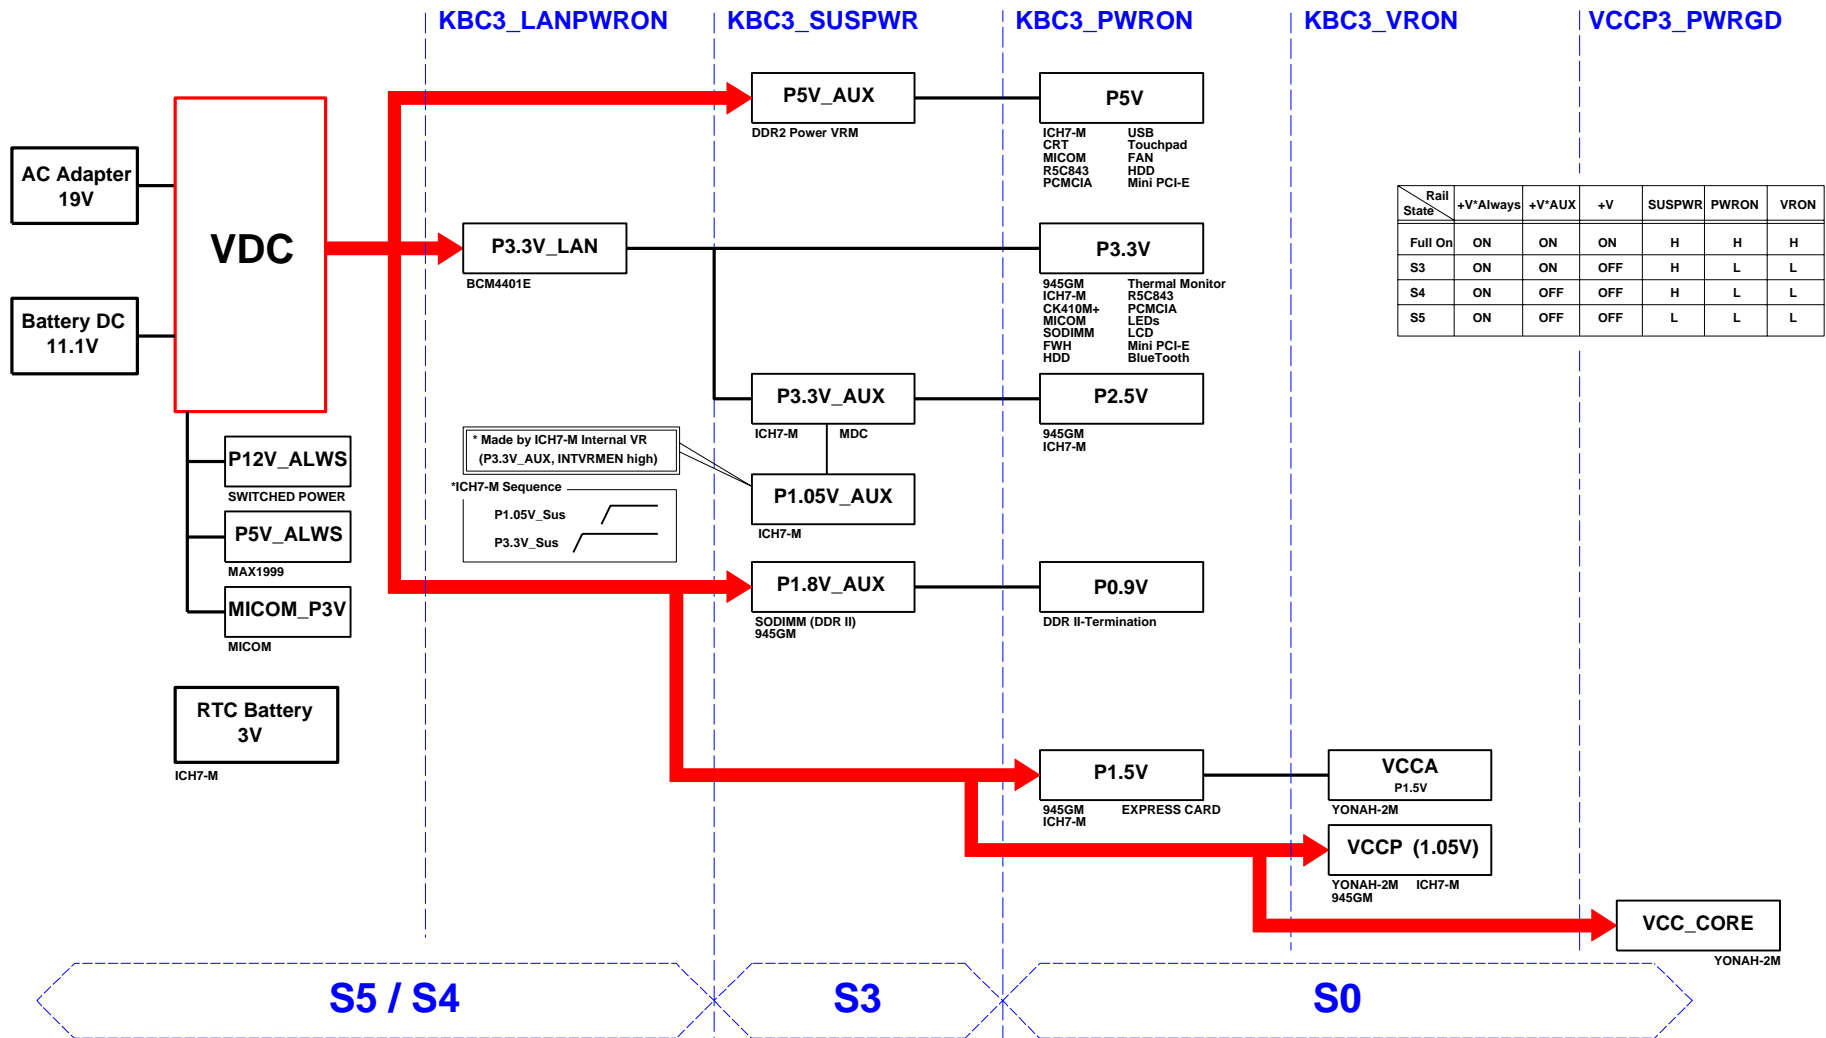 KBC3_LANPWRON KBC3_SUSPWR KBC3_PWRON KBC3_VRON VCCP3_PWRGD
AC Adapter
19V
Battery DC
11.1V
VDC
P12V_ALWS
SWITCHED POWER
P5V_ALWS
MAX1999
MICOM_P3V
MICOM
RTC Battery
3V
ICH7-M
P3.3V_LAN
BCM4401E
* Made by ICH7-M Internal VR
(P3.3V_AUX, INTVRMEN high)
*ICH7-M Sequence
P1.05V_Sus
P3.3V_Sus
P5V_AUX
DDR2 Power VRM
P3.3V_AUX
ICH7-M MDC
P1.05V_AUX
ICH7-M
P1.8V_AUX
SODIMM (DDR II)
945GM
P5V
ICH7-M USB
CRT Touchpad
MICOM FAN
R5C843 HDD
PCMCIA Mini PCI-E
P3.3V
945GM Thermal Monitor
ICH7-M R5C843
CK410M+ PCMCIA
MICOM LEDs
SODIMM LCD
FWH Mini PCI-E
HDD BlueTooth
P2.5V
945GM
ICH7-M
P0.9V
DDR II-Termination
P1.5V
945GM EXPRESS CARD
ICH7-M
VCCA
P1.5V
YONAH-2M
VCCP (1.05V)
YONAH-2M ICH7-M
945GM
VCC_CORE
YONAH-2M
Rail
State +V*Always +V*AUX +V SUSPWR PWRON VRON
Full On ON ON ON H H H
S3 ON ON OFF H L L
S4 ON OFF OFF H L L
S5 ON OFF OFF L L L
S5 / S4 S3 S0